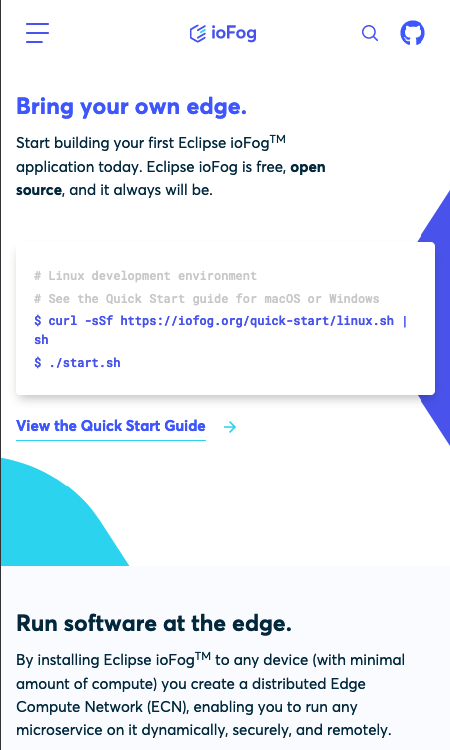 ioFog
Bring your own edge.
Start building your first Eclipse ioFog™
application today. Eclipse ioFog is free, open
source, and it always will be.
# Linux development environment
# See the Quick Start guide for macOS or Windows
$ curl -sSf https://iofog.org/quick-start/linux.sh |
sh
$ ./start.sh
View the Quick Start Guide
Run software at the edge.
By installing Eclipse ioFog™ to any device (with minimal
amount of compute) you create a distributed Edge
Compute Network (ECN), enabling you to run any
microservice on it dynamically, securely, and remotely.